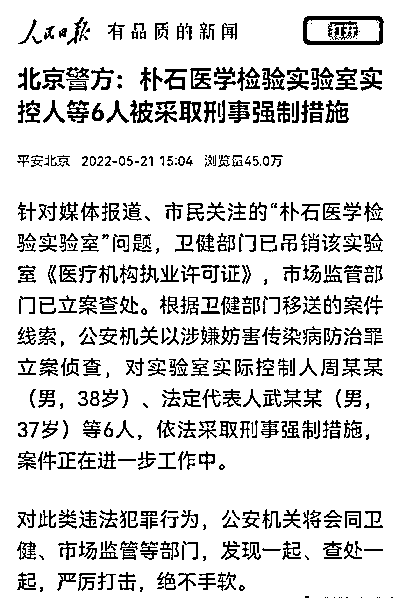 人民日报 有品质的新闻 打开
北京警方：朴石医学检验实验室实
控人等6人被采取刑事强制措施
平安北京 2022-05-21 15:04 浏览量45.0万
针对媒体报道、市民关注的“朴石医学检
验实验室”问题，卫健部门已吊销该实验
室《医疗机构执业许可证》，市场监管部
门已立案查处。根据卫健部门移送的案件
线索，公安机关以涉嫌妨害传染病防治罪
立案侦查，对实验室实际控制人周某某
（男，38岁）、法定代表人武某某（男，
37岁）等6人，依法采取刑事强制措施，
案件正在进一步工作中。
对此类违法犯罪行为，公安机关将会同卫
健、市场监管等部门，发现一起、查处一
起，严厉打击，绝不手软。